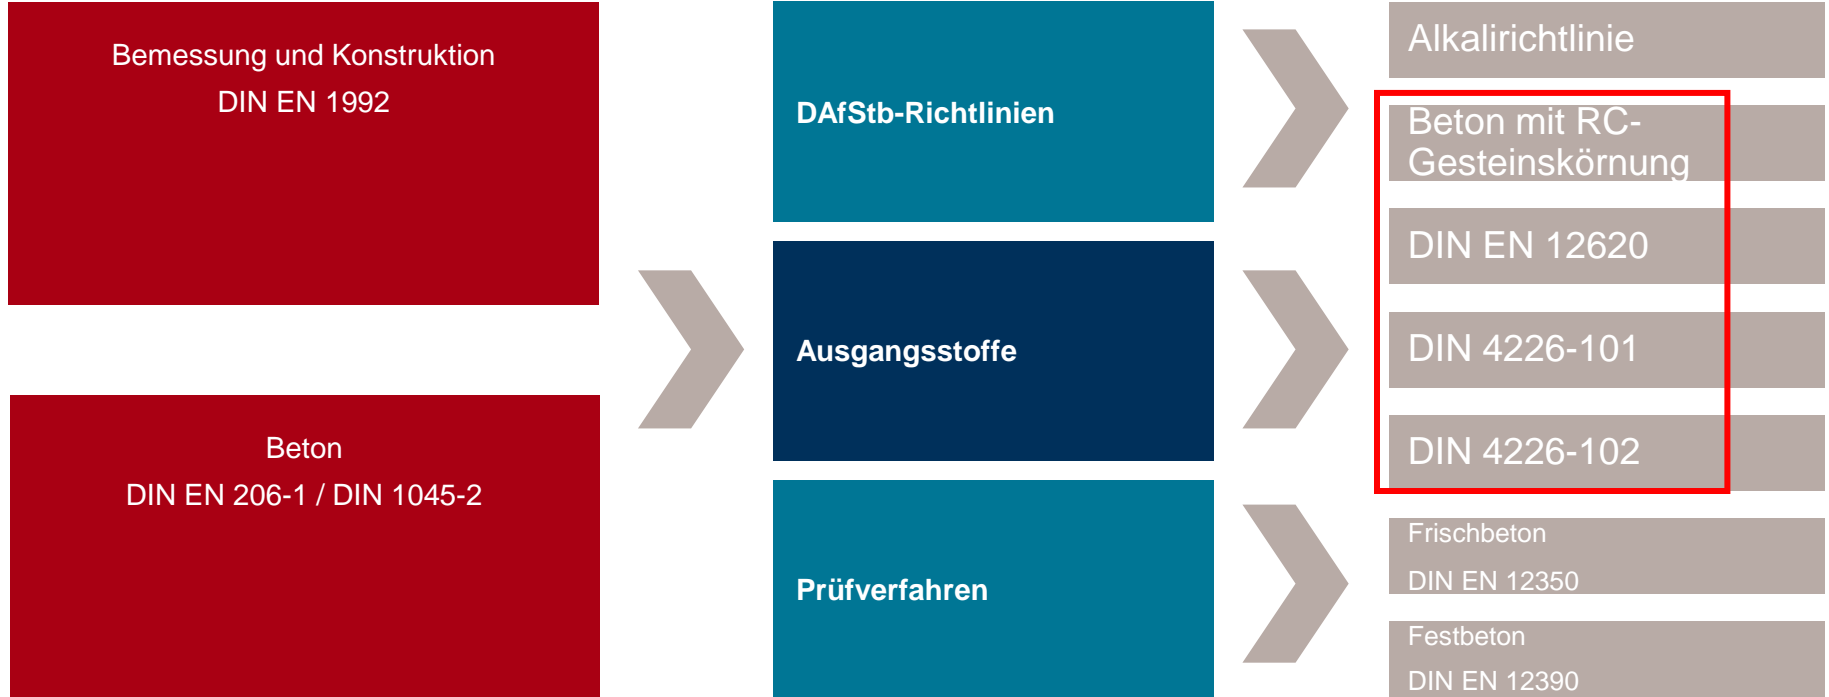 Bemessung und Konstruktion
DIN EN 1992
Beton
DIN EN 206-1 / DIN 1045-2
DAfStb-Richtlinien
Ausgangsstoffe
Prüfverfahren
Alkalirichtlinie
Beton mit RC-
Gesteinskörnung
DIN EN 12620
DIN 4226-101
DIN 4226-102
Frischbeton
DIN EN 12350
Festbeton
DIN EN 12390